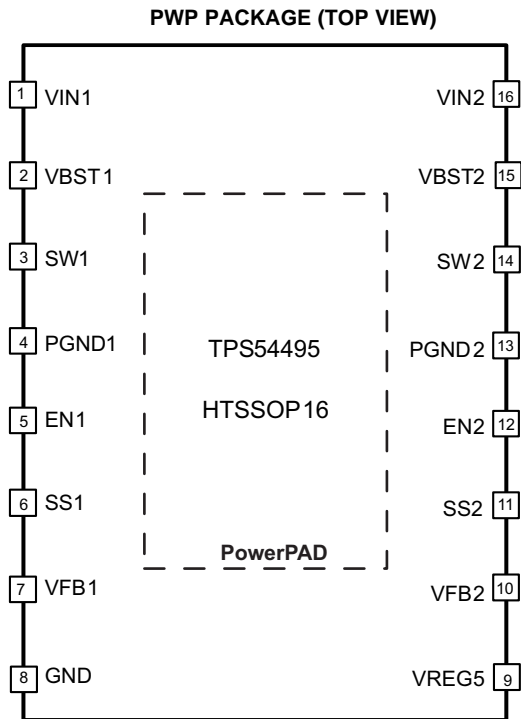 PWP PACKAGE (TOP VIEW)
1 VIN1 VIN2 16
2 VBST1 VBST2 15
3 SW1 SW2 14
4 PGND1 PGND2 13
TPS54495
HTSSOP16
5 EN1 EN2 12
6 SS1 SS2 11
PowerPAD
7 VFB1 VFB2 10
8 GND VREG5 9